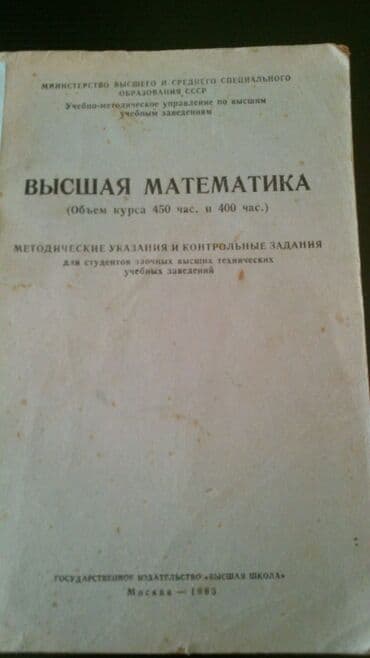 МИНИСТЕРСТВО ВЫСШЕГО И СРЕДНЕГО СПЕЦИАЛЬНОГО
ОБРАЗОВАНИЯ СССР
Учебно-методическое управление по высшим
учебным заведениям
ВЫСШАЯ МАТЕМАТИКА
(Объем курса 450 час. и 400 час.)
МЕТОДИЧЕСКИЕ УКАЗАНИЯ И КОНТРОЛЬНЫЕ ЗАДАНИЯ
для студентов заочных высших технических
учебных заведений
ГОСУДАРСТВЕННОЕ ИЗДАТЕЛЬСТВО «ВЫСШАЯ ШКОЛА»
Москва — 1963